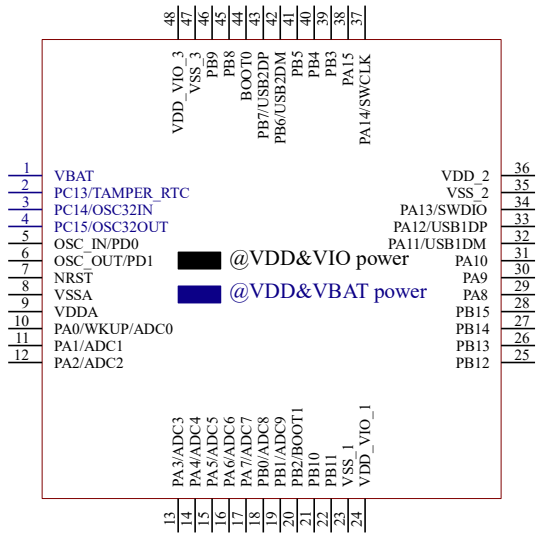 48
47
46
45
44
43
42
41
40
39
38
37
VDD_VIO_3
VSS_3
PB9
PB8
BOOT0
PB7/USB2DP
PB6/USB2DM
PB5
PB4
PB3
PA15
PA14/SWCLK
1 VBAT
2 PC13/TAMPER_RTC
3 PC14/OSC32IN
4 PC15/OSC32OUT
5 OSC_IN/PD0
6 OSC_OUT/PD1
7 NRST
8 VSSA
9 VDDA
10 PA0/WKUP/ADC0
11 PA1/ADC1
12 PA2/ADC2
@VDD&VIO power
@VDD&VBAT power
VDD_2 36
VSS_2 35
PA13/SWDIO 34
PA12/USB1DP 33
PA11/USB1DM 32
PA10 31
PA9 30
PA8 29
PB15 28
PB14 27
PB13 26
PB12 25
PA3/ADC3
PA4/ADC4
PA5/ADC5
PA6/ADC6
PA7/ADC7
PB0/ADC8
PB1/ADC9
PB2/BOOT1
PB10
PB11
VSS_1
VDD_VIO_1
13
14
15
16
17
18
19
20
21
22
23
24